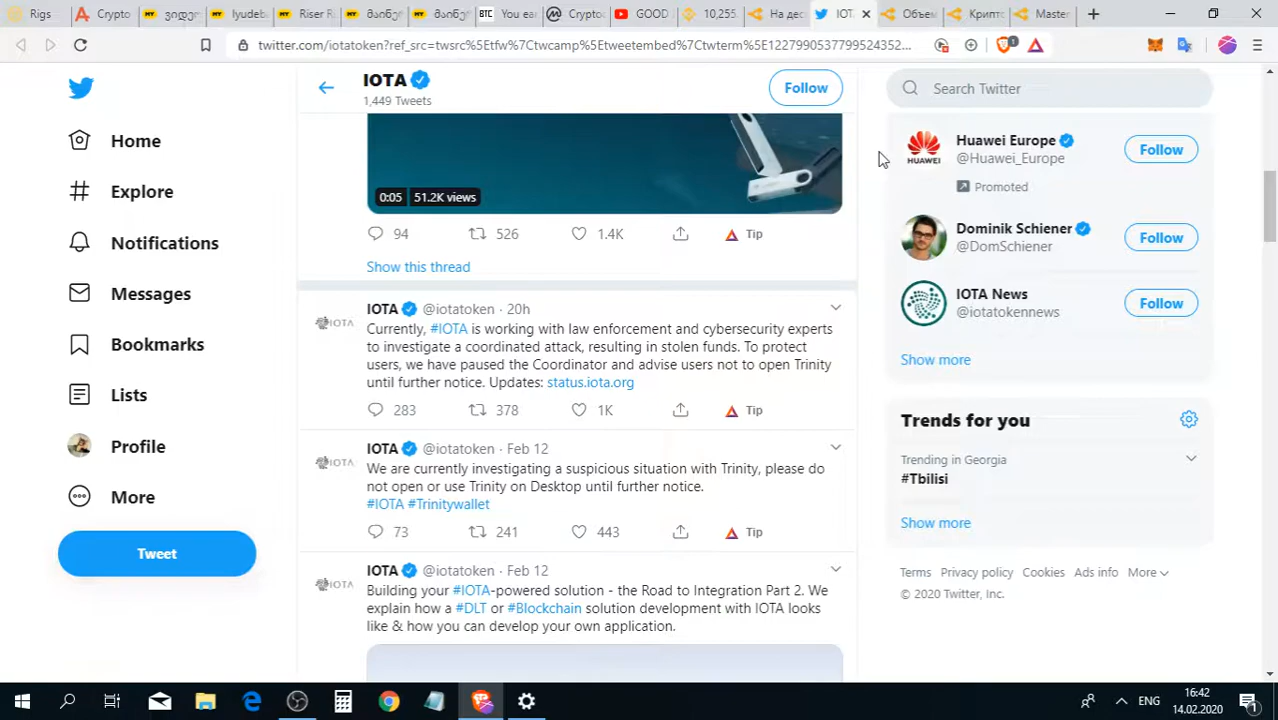 Rigs
Crypto
ვიდეო
lyudeb
Riser R
მაინე
მაინე
BTC
You ea
Crypto
GOOD
10,255.
На дес
IOTA
Объем
Крипто
Master
twitter.com/iotatoken?ref_src=twsrc%5Etfw%7Ctwcamp%5Etweetembed%7Ctwterm%5E1227990537799524352...
1
Home
Explore
Notifications
Messages
Bookmarks
Lists
Profile
More
Tweet
IOTA
1,449 Tweets
Follow
0:05 51.2K views
94 526 1.4K Tip
Show this thread
IOTA @iotatoken · 20h
Currently, #IOTA is working with law enforcement and cybersecurity experts
to investigate a coordinated attack, resulting in stolen funds. To protect
users, we have paused the Coordinator and advise users not to open Trinity
until further notice. Updates: status.iota.org
283 378 1K Tip
IOTA @iotatoken · Feb 12
We are currently investigating a suspicious situation with Trinity, please do
not open or use Trinity on Desktop until further notice.
#IOTA #Trinitywallet
73 241 443 Tip
IOTA @iotatoken · Feb 12
Building your #IOTA-powered solution - the Road to Integration Part 2. We
explain how a #DLT or #Blockchain solution development with IOTA looks
like & how you can develop your own application.
Search Twitter
HUAWEI
Huawei Europe
@Huawei_Europe
Follow
Promoted
Dominik Schiener
@DomSchiener
Follow
IOTA News
@iotatokennews
Follow
Show more
Trends for you
Trending in Georgia
#Tbilisi
Show more
Terms Privacy policy Cookies Ads info More
© 2020 Twitter, Inc.
ENG
16:42
14.02.2020
1